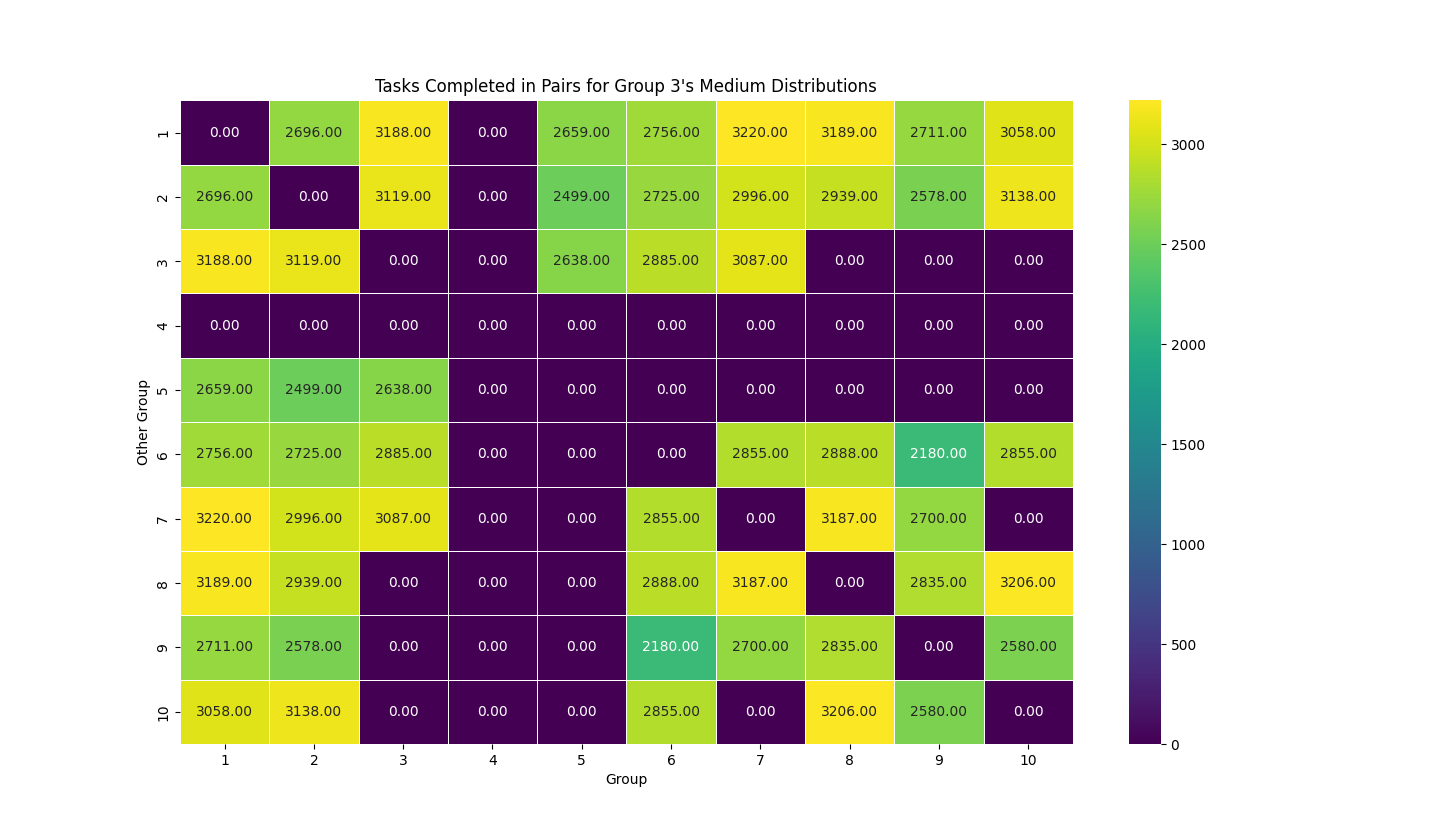 Tasks Completed in Pairs for Group 3's Medium Distributions
1 0.00 2696.00 3188.00 0.00 2659.00 2756.00 3220.00 3189.00 2711.00 3058.00
2 2696.00 0.00 3119.00 0.00 2499.00 2725.00 2996.00 2939.00 2578.00 3138.00
3 3188.00 3119.00 0.00 0.00 2638.00 2885.00 3087.00 0.00 0.00 0.00
4 0.00 0.00 0.00 0.00 0.00 0.00 0.00 0.00 0.00 0.00
5 2659.00 2499.00 2638.00 0.00 0.00 0.00 0.00 0.00 0.00 0.00
6 2756.00 2725.00 2885.00 0.00 0.00 0.00 2855.00 2888.00 2180.00 2855.00
7 3220.00 2996.00 3087.00 0.00 0.00 2855.00 0.00 3187.00 2700.00 0.00
8 3189.00 2939.00 0.00 0.00 0.00 2888.00 3187.00 0.00 2835.00 3206.00
9 2711.00 2578.00 0.00 0.00 0.00 2180.00 2700.00 2835.00 0.00 2580.00
10 3058.00 3138.00 0.00 0.00 0.00 2855.00 0.00 3206.00 2580.00 0.00
1 2 3 4 5 6 7 8 9 10
Group
Other Group
3000
2500
2000
1500
1000
500
0